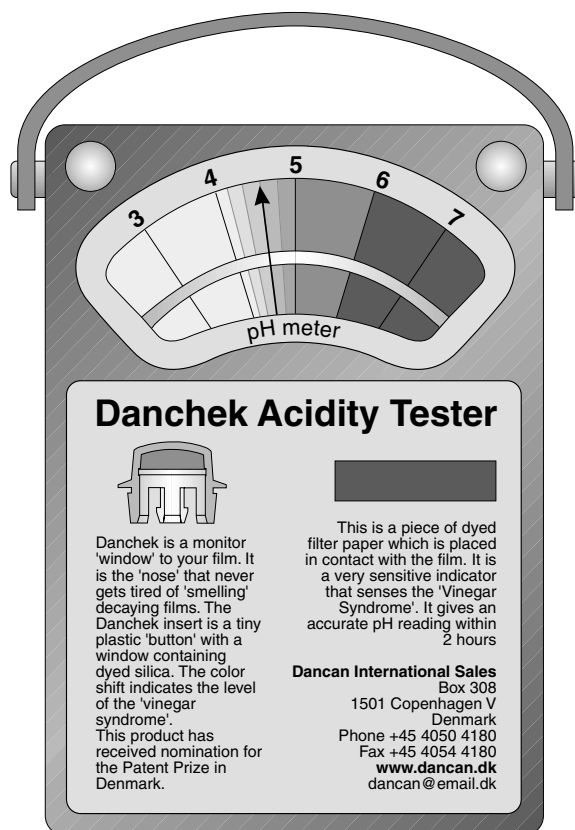 3 4 5 6 7
pH meter
Danchek Acidity Tester
Danchek is a monitor
'window' to your film. It
is the 'nose' that never
gets tired of 'smelling'
decaying films. The
Danchek insert is a tiny
plastic 'button' with a
window containing
dyed silica. The color
shift indicates the level
of the 'vinegar
syndrome'.
This product has
received nomination for
the Patent Prize in
Denmark.
This is a piece of dyed
filter paper which is placed
in contact with the film. It is
a very sensitive indicator
that senses the 'Vinegar
Syndrome'. It gives an
accurate pH reading within
2 hours
Dancan International Sales
Box 308
1501 Copenhagen V
Denmark
Phone +45 4050 4180
Fax +45 4054 4180
www.dancan.dk
dancan@email.dk